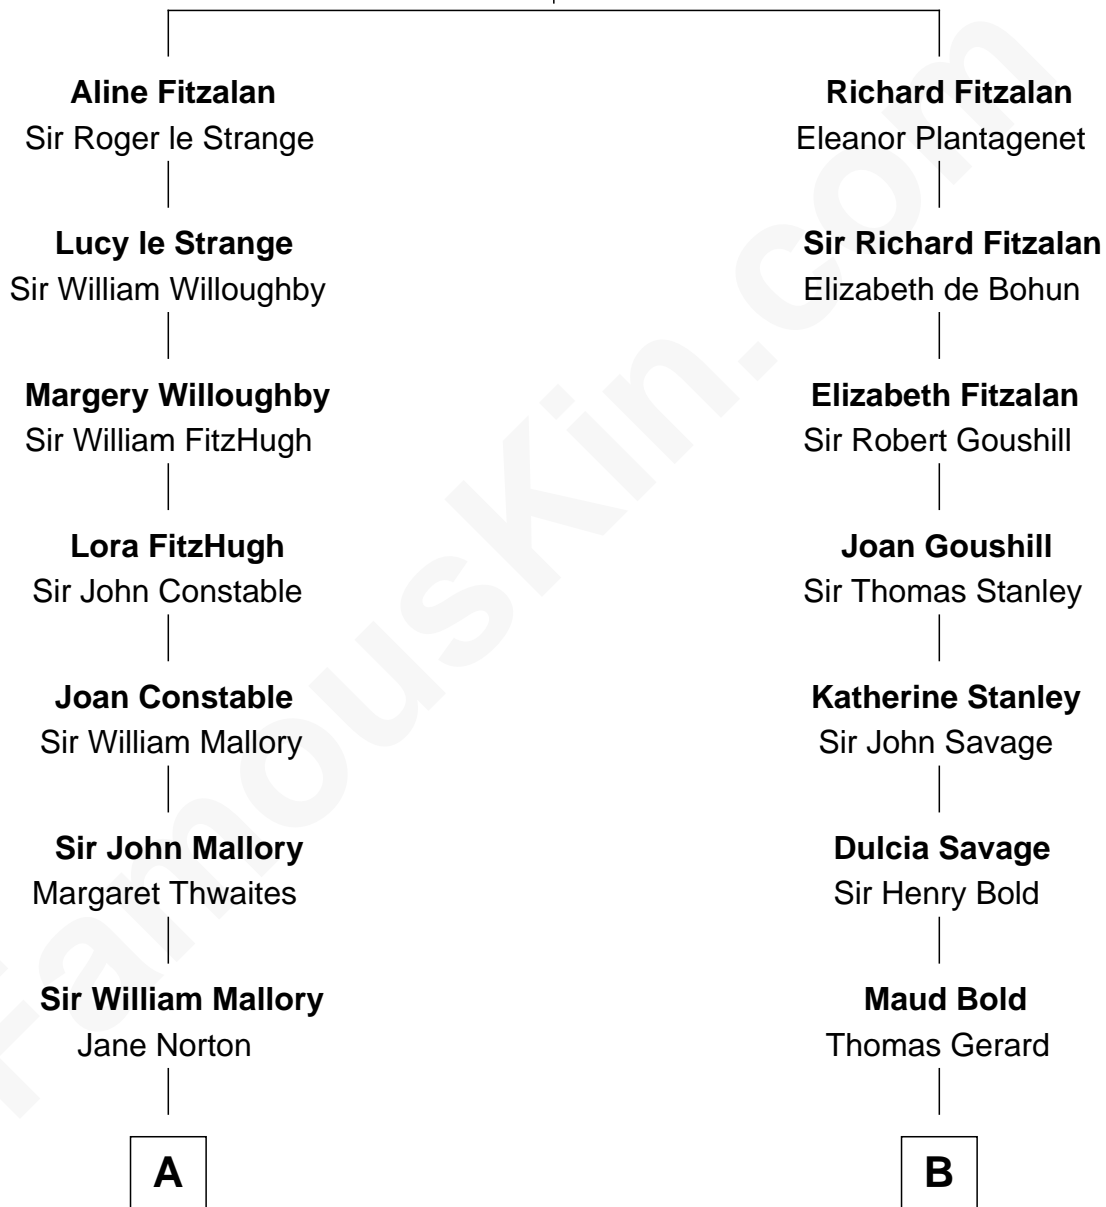 Aline Fitzalan
Sir Roger le Strange
Richard Fitzalan
Eleanor Plantagenet
Lucy le Strange
Sir William Willoughby
Sir Richard Fitzalan
Elizabeth de Bohun
Margery Willoughby
Sir William FitzHugh
Elizabeth Fitzalan
Sir Robert Goushill
Lora FitzHugh
Sir John Constable
Joan Goushill
Sir Thomas Stanley
Joan Constable
Sir William Mallory
Katherine Stanley
Sir John Savage
Sir John Mallory
Margaret Thwaites
Dulcia Savage
Sir Henry Bold
Sir William Mallory
Jane Norton
Maud Bold
Thomas Gerard
A
B
FamousKin.com